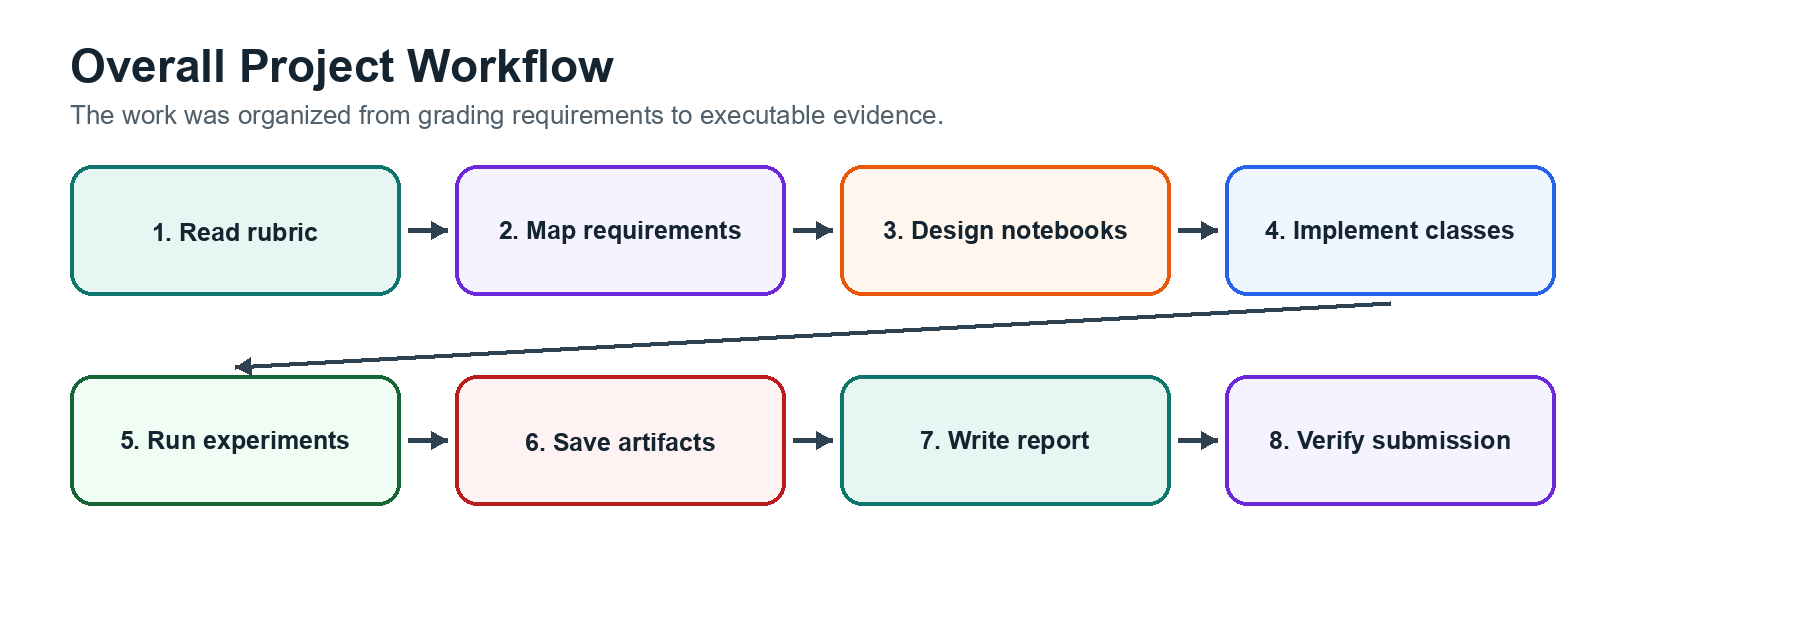 Overall Project Workflow
The work was organized from grading requirements to executable evidence.
1. Read rubric
2. Map requirements
3. Design notebooks
4. Implement classes
5. Run experiments
6. Save artifacts
7. Write report
8. Verify submission